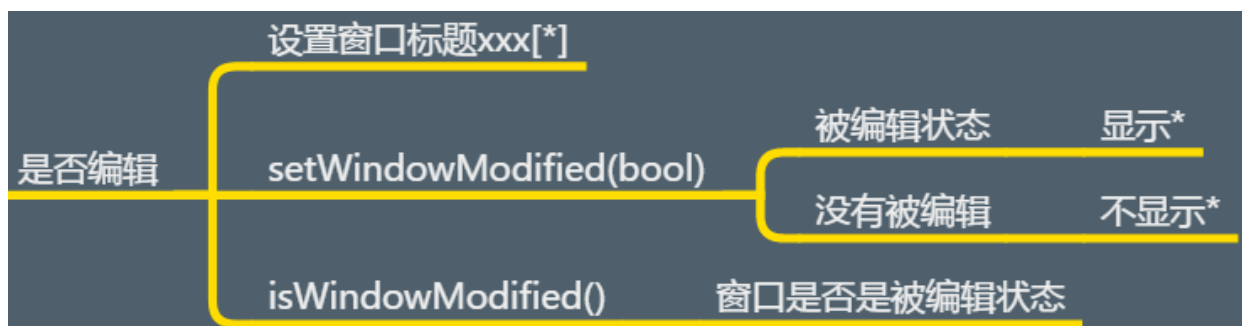 设置窗口标题xxx[*]
是否编辑
setWindowModified(bool)
被编辑状态 显示*
没有被编辑 不显示*
isWindowModified() 窗口是否是被编辑状态